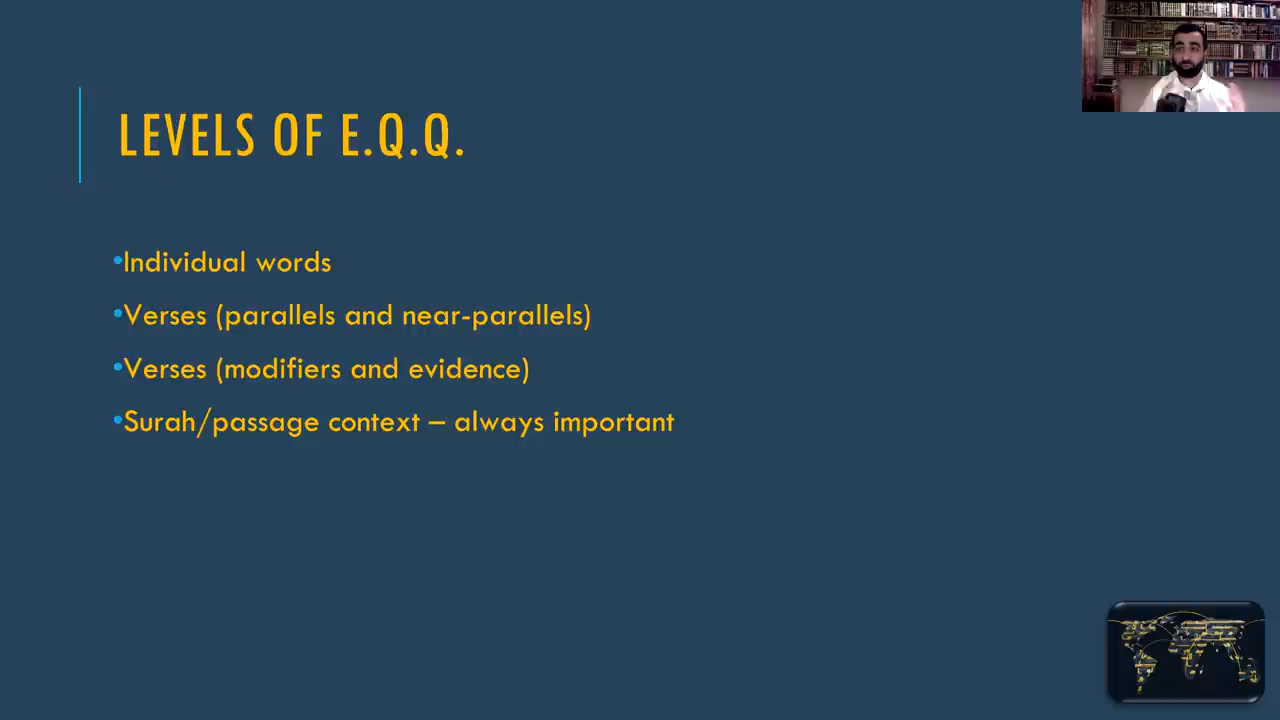 LEVELS OF E.Q.Q.
•Individual words
•Verses (parallels and near-parallels)
•Verses (modifiers and evidence)
•Surah/passage context – always important